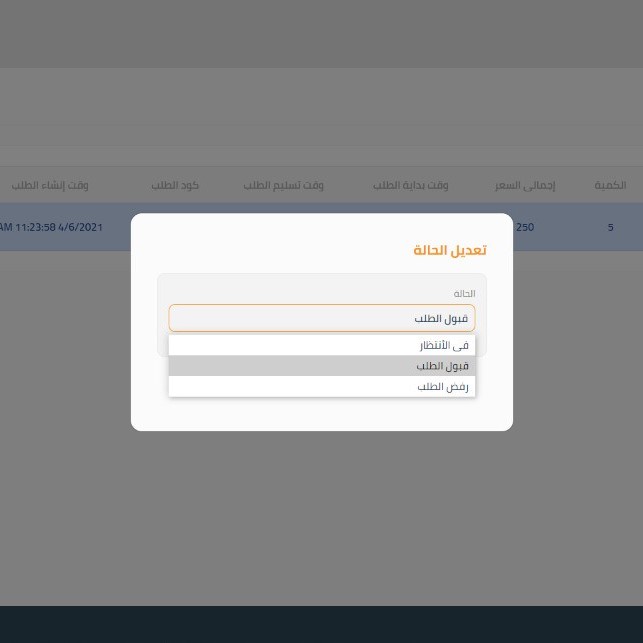 الكمية
إجمالى السعر
وقت بداية الطلب
وقت تسليم الطلب
كود الطلب
وقت إنشاء الطلب
5
250
4/6/2021 11:23:58 AM
تعديل الحالة
الحالة
قبول الطلب
فى الأنتظار
قبول الطلب
رفض الطلب